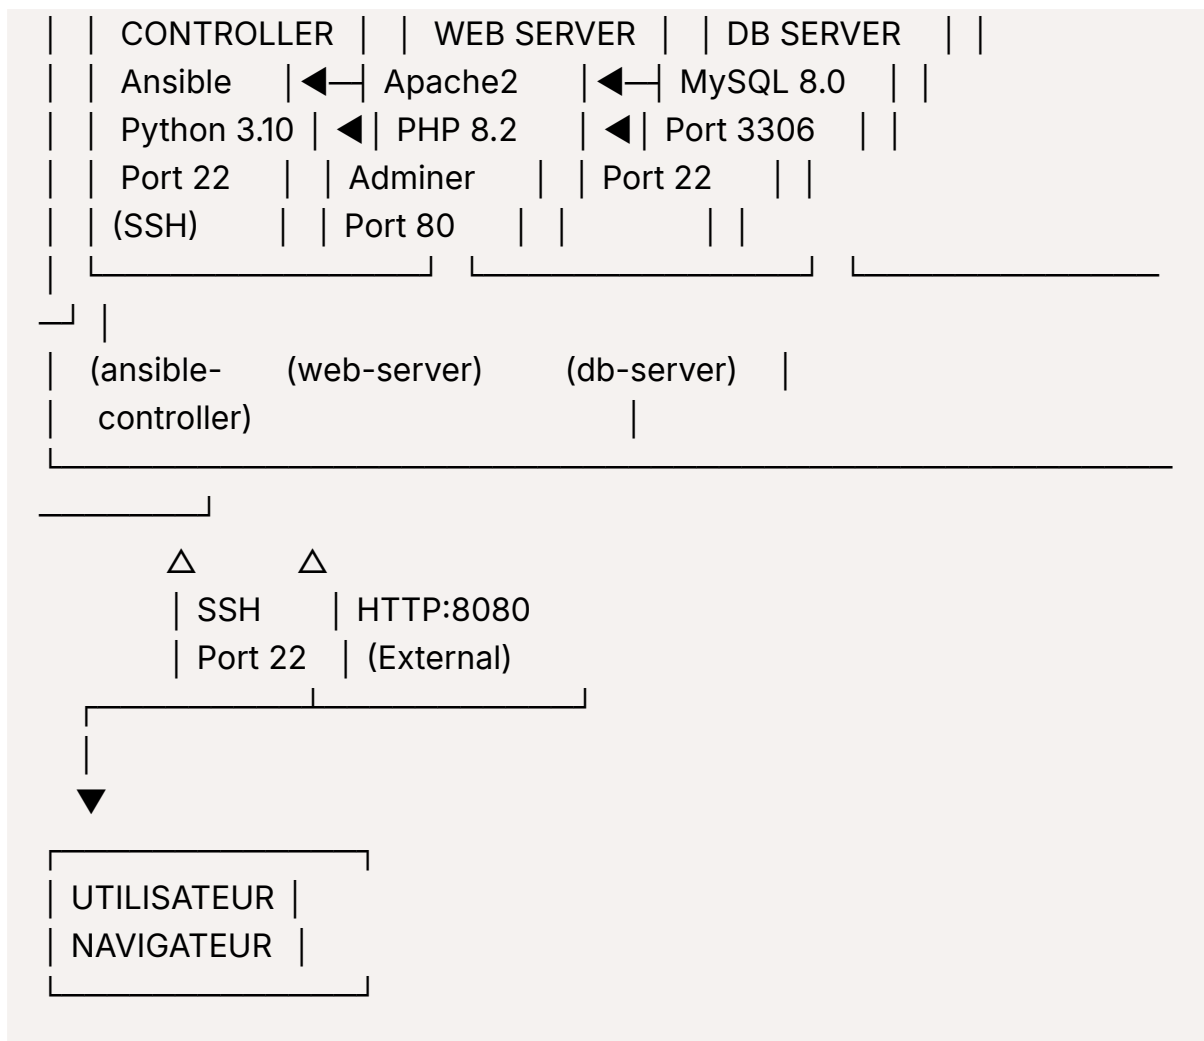 │ │ CONTROLLER │ │ WEB SERVER │ │ DB SERVER │ │
│ │ Ansible │◀─┤ Apache2 │◀─┤ MySQL 8.0 │ │
│ │ Python 3.10 │ ◀│ PHP 8.2 │ ◀│ Port 3306 │ │
│ │ Port 22 │ │ Adminer │ │ Port 22 │ │
│ │ (SSH) │ │ Port 80 │ │ │ │
│ (ansible- (web-server) (db-server) │
│ controller) │
△ △
│ SSH │ HTTP:8080
│ Port 22 │ (External)
│ UTILISATEUR │
│ NAVIGATEUR │